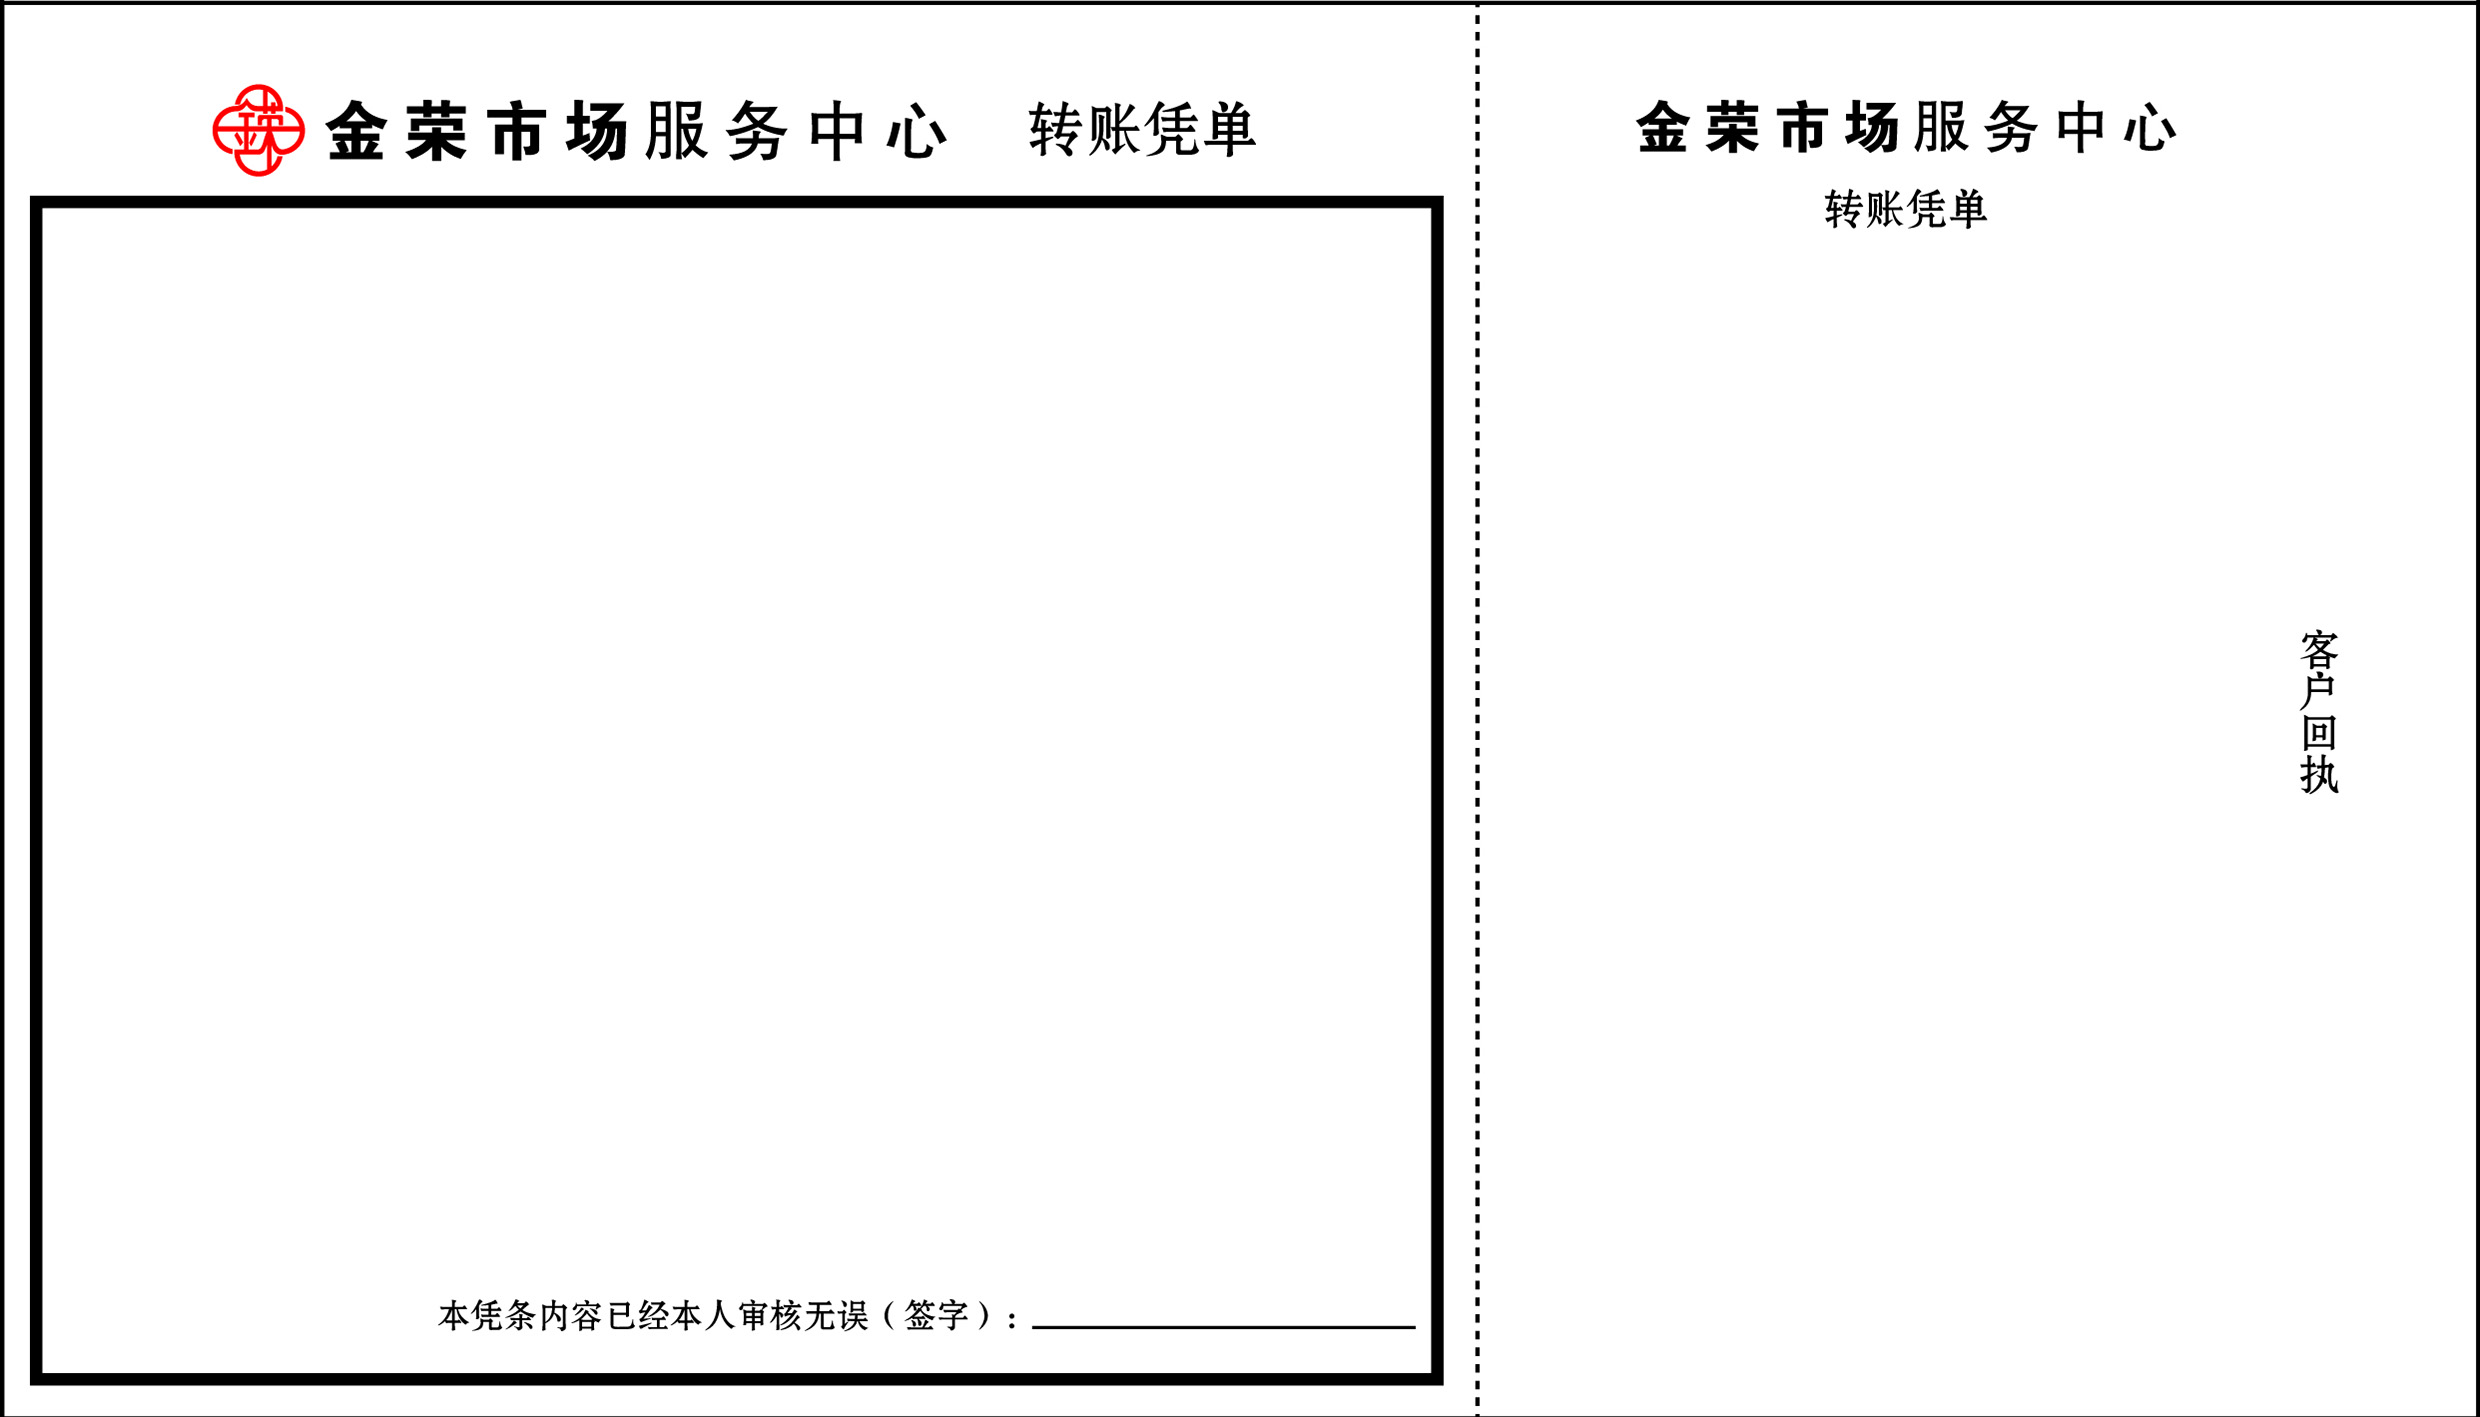 金荣市场服务中心 转账凭单
本凭条内容已经本人审核无误（签字）：
金荣市场服务中心
转账凭单
客户回执